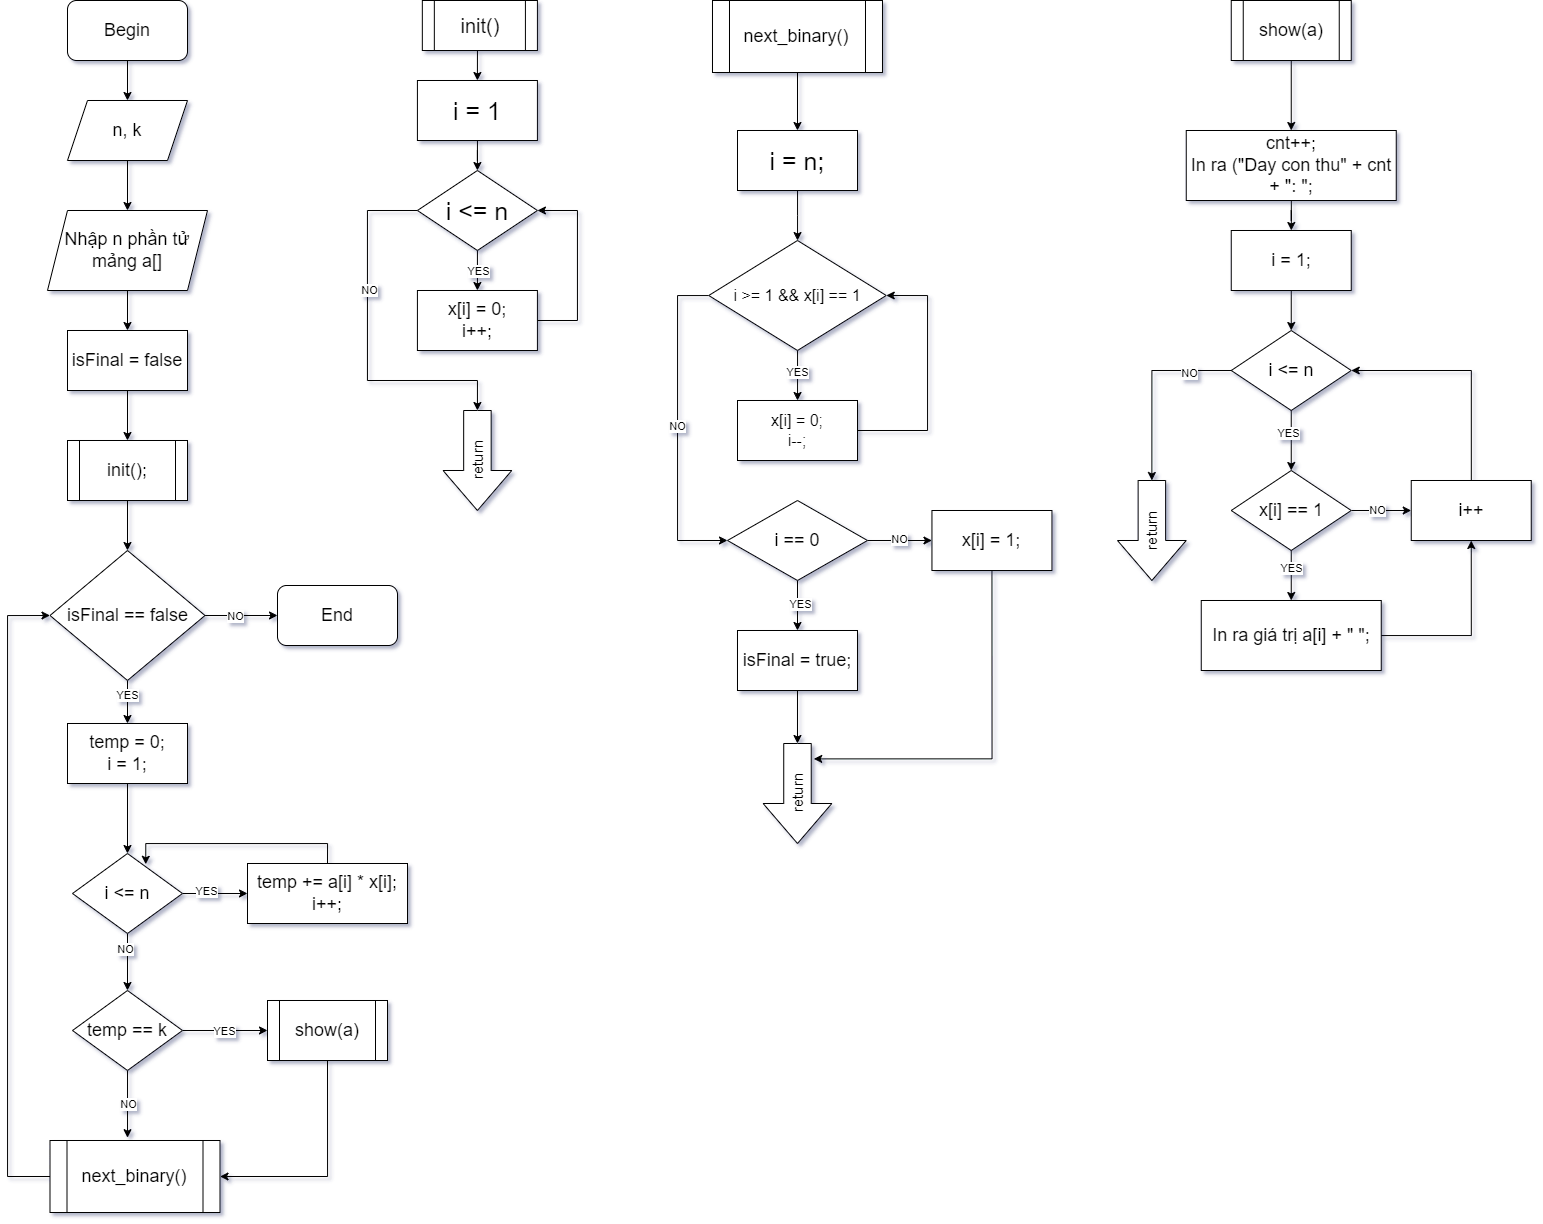 Begin
n, k
Nhập n phần tử
mảng a[]
isFinal = false
init();
isFinal == false
NO
End
YES
temp = 0;
i = 1;
i <= n
YES
temp += a[i] * x[i];
i++;
NO
temp == k
YES
show(a)
NO
next_binary()
init()
i = 1
i <= n
YES
NO
x[i] = 0;
i++;
return
next_binary()
i = n;
i >= 1 && x[i] == 1
YES
NO
x[i] = 0;
i--;
i == 0
NO
x[i] = 1;
YES
isFinal = true;
return
show(a)
cnt++;
In ra ("Day con thu" + cnt
+ ": ";
i = 1;
i <= n
NO
YES
x[i] == 1
NO
i++
return
YES
In ra giá trị a[i] + " ";